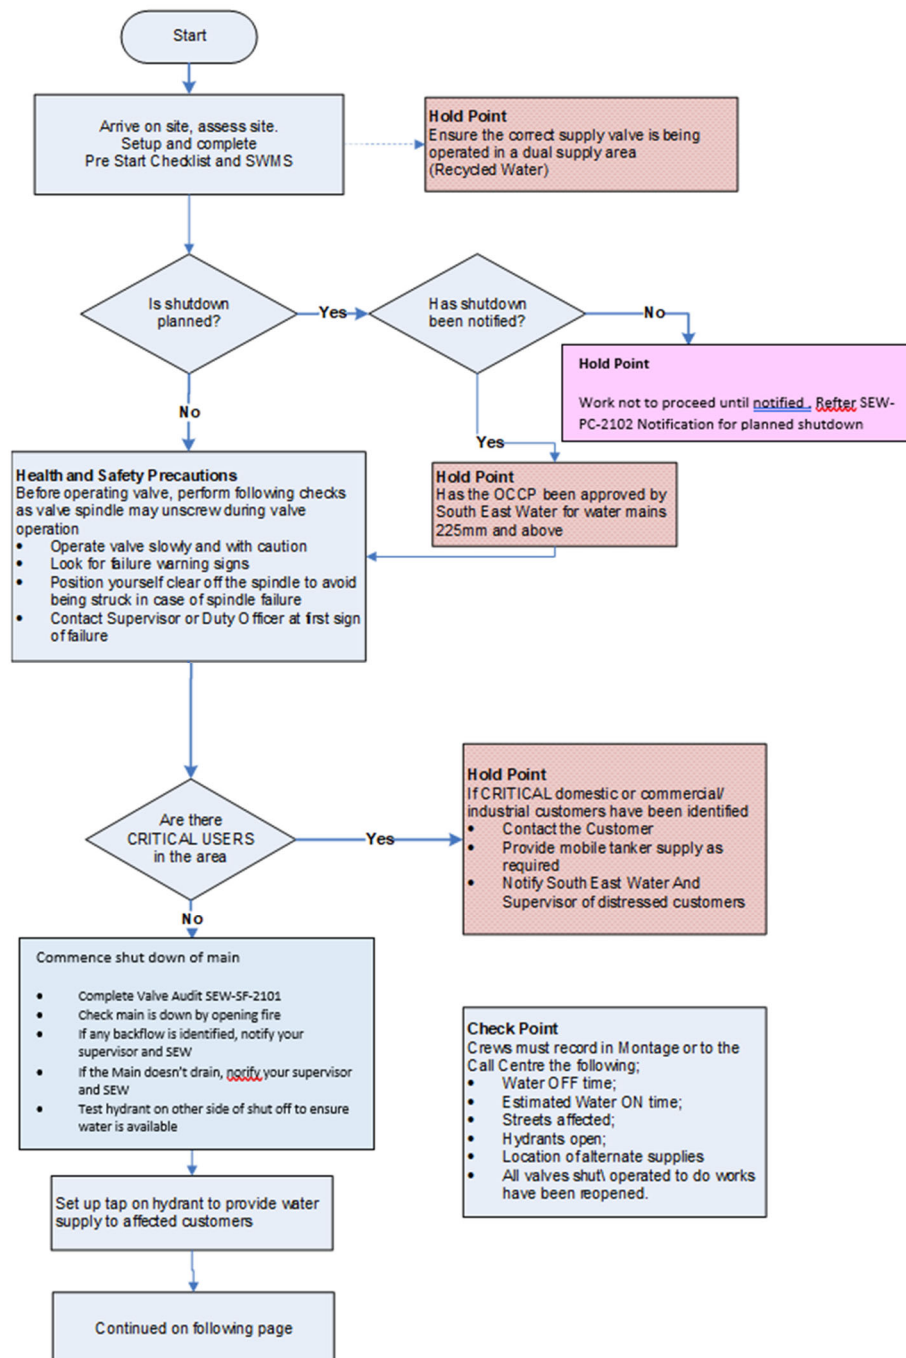 Start
Arrive on site, assess site.
Setup and complete
Pre Start Checklist and SWMS
Hold Point
Ensure the correct supply valve is being
operated in a dual supply area
(Recycled Water)
Is shutdown
planned?
Yes
Has shutdown
been notified?
No
Hold Point
Work not to proceed until notified . Refter SEW-
PC-2102 Notification for planned shutdown
No
Yes
Hold Point
Has the OCCP been approved by
South East Water for water mains
225mm and above
Health and Safety Precautions
Before operating valve, perform following checks
as valve spindle may unscrew during valve
operation
• Operate valve slowly and with caution
• Look for failure warning signs
• Position yourself clear off the spindle to avoid
being struck in case of spindle failure
• Contact Supervisor or Duty Officer at first sign
of failure
Are there
CRITICAL USERS
in the area
Yes
Hold Point
If CRITICAL domestic or commercial/
industrial customers have been identified
• Contact the Customer
• Provide mobile tanker supply as
required
• Notify South East Water And
Supervisor of distressed customers
No
Commence shut down of main
• Complete Valve Audit SEW-SF-2101
• Check main is down by opening fire
• If any backflow is identified, notify your
supervisor and SEW
• If the Main doesn't drain, norify your supervisor
and SEW
• Test hydrant on other side of shut off to ensure
water is available
Check Point
Crews must record in Montage or to the
Call Centre the following;
• Water OFF time;
• Estimated Water ON time;
• Streets affected;
• Hydrants open;
• Location of alternate supplies
• All valves shut\ operated to do works
have been reopened.
Set up tap on hydrant to provide water
supply to affected customers
Continued on following page